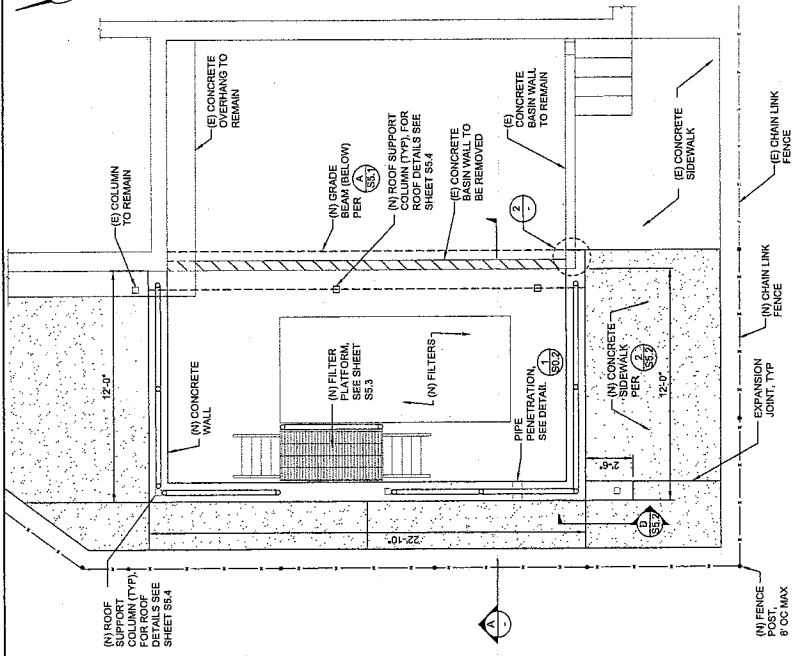 (E) COLUMN
TO REMAIN
(E) CONCRETE
OVERHANG TO
REMAIN
(N) GRADE
BEAM (BELOW)
PER
A
S5.1
(N) ROOF SUPPORT
COLUMN (TYP), FOR
ROOF DETAILS SEE
SHEET S5.4
(E) CONCRETE
BASIN WALL TO
BE REMOVED
2
-
(E)
CONCRETE
BASIN WALL
TO REMAIN
(E) CONCRETE
SIDEWALK
(E) CHAIN LINK
FENCE
12'-0"
(N) CONCRETE
WALL
(N) FILTER
PLATFORM,
SEE SHEET
S5.3
(N) FILTERS
PIPE
PENETRATION,
SEE DETAIL
1
S0.2
(N) CONCRETE
SIDEWALK
PER
2
S5.2
12'-0"
2'-6"
(N) CHAIN LINK
FENCE
EXPANSION
JOINT, TYP
(N) ROOF
SUPPORT
COLUMN (TYP),
FOR ROOF
DETAILS SEE
SHEET S5.4
22'-10"
D
S5.2
A
-
(N) FENCE
POST,
8' OC MAX